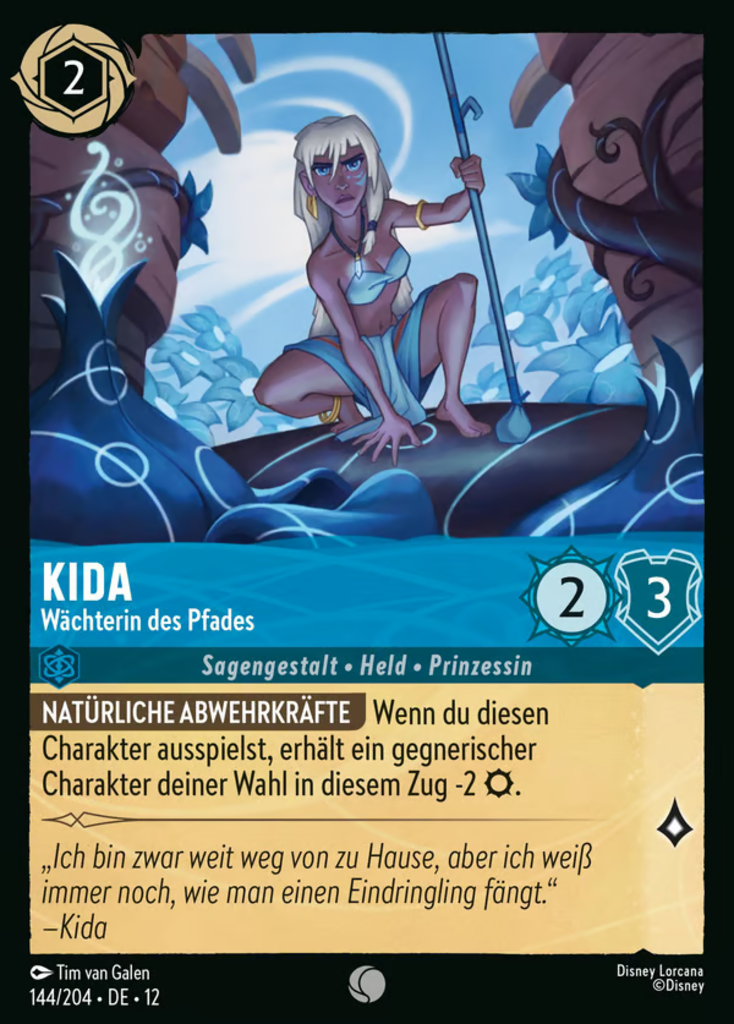 2
KIDA
Wächterin des Pfades
2
3
Sagengestalt • Held • Prinzessin
NATÜRLICHE ABWEHRKRÄFTE Wenn du diesen
Charakter ausspielst, erhält ein gegnerischer
Charakter deiner Wahl in diesem Zug -2 .
„Ich bin zwar weit weg von zu Hause, aber ich weiß
immer noch, wie man einen Eindringling fängt.“
–Kida
Tim van Galen
144/204 • DE • 12
Disney Lorcana
©Disney